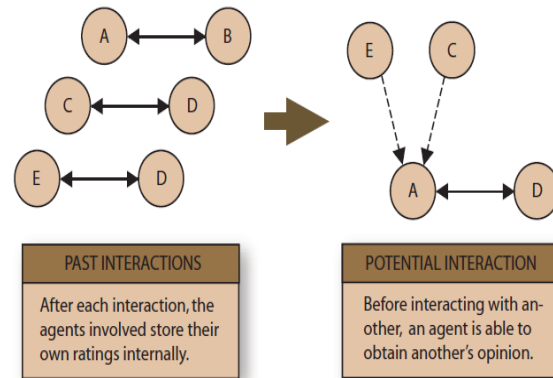 A B
E C
C D
E D
A D
PAST INTERACTIONS
After each interaction, the
agents involved store their
own ratings internally.
POTENTIAL INTERACTION
Before interacting with an-
other, an agent is able to
obtain another's opinion.